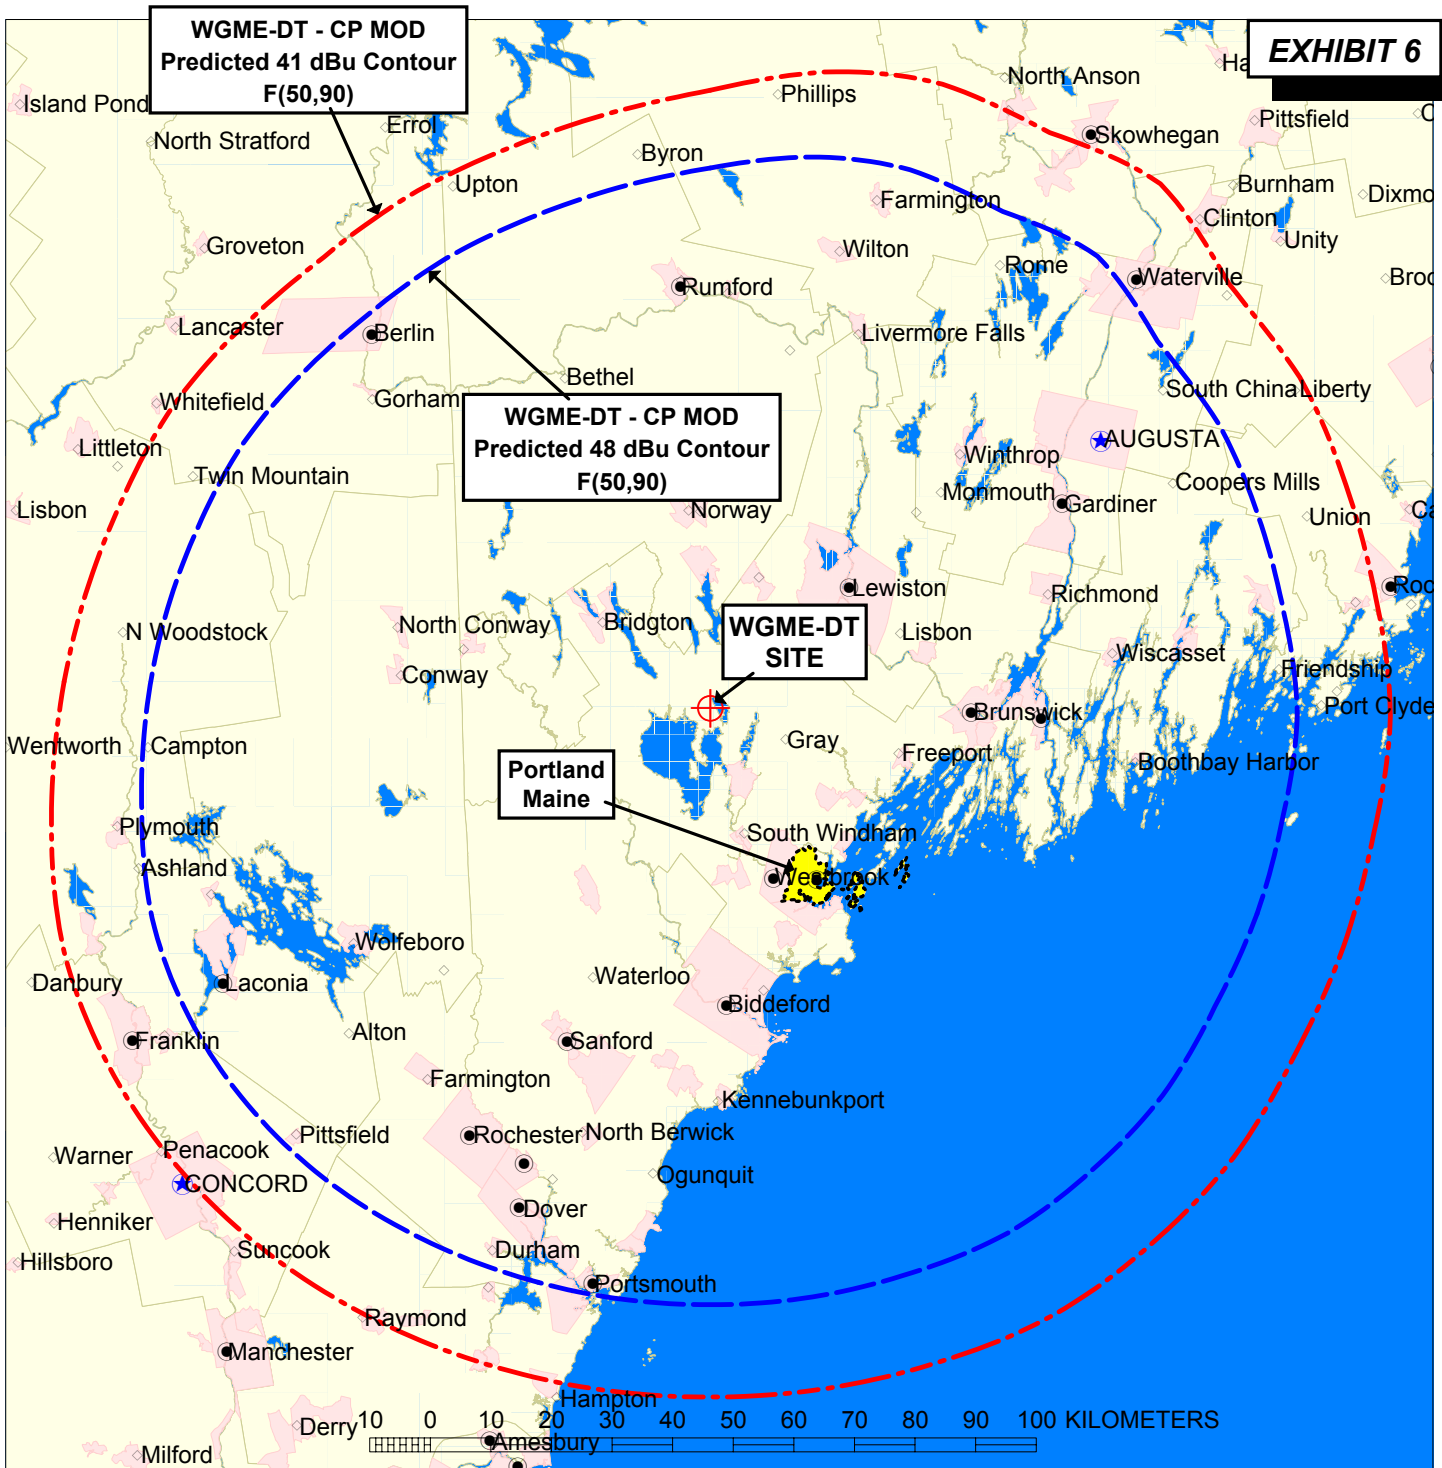 WGME-DT - CP MOD
Predicted 41 dBu Contour
F(50,90)
EXHIBIT 6
North Anson
Phillips
Island Pond
Errol
North Stratford
Skowhegan
Pittsfield
Byron
Upton
Burnham
Farmington
Dixmo
Clinton
Groveton
Wilton
Unity
Rome
Waterville
Broo
Rumford
Lancaster
Berlin
Livermore Falls
Bethel
South China
Liberty
Whitefield
Gorham
WGME-DT - CP MOD
Predicted 48 dBu Contour
F(50,90)
AUGUSTA
Littleton
Winthrop
Twin Mountain
Coopers Mills
Monmouth
Gardiner
Lisbon
Norway
Union
Ca
Lewiston
Roc
Richmond
North Conway
Bridgton
WGME-DT
SITE
N Woodstock
Lisbon
Wiscasset
Conway
Friendship
Brunswick
Port Clyde
Wentworth
Campton
Gray
Freeport
Boothbay Harbor
Portland
Maine
Plymouth
South Windham
Ashland
Westbrook
Wolfeboro
Danbury
Laconia
Waterloo
Biddeford
Franklin
Alton
Sanford
Farmington
Kennebunkport
Pittsfield
Rochester
North Berwick
Warner
Penacook
CONCORD
Ogunquit
Dover
Henniker
Suncook
Durham
Hillsboro
Portsmouth
Raymond
Manchester
Hampton
10 0 10 20 30 40 50 60 70 80 90 100 KILOMETERS
Derry
Amesbury
Milford